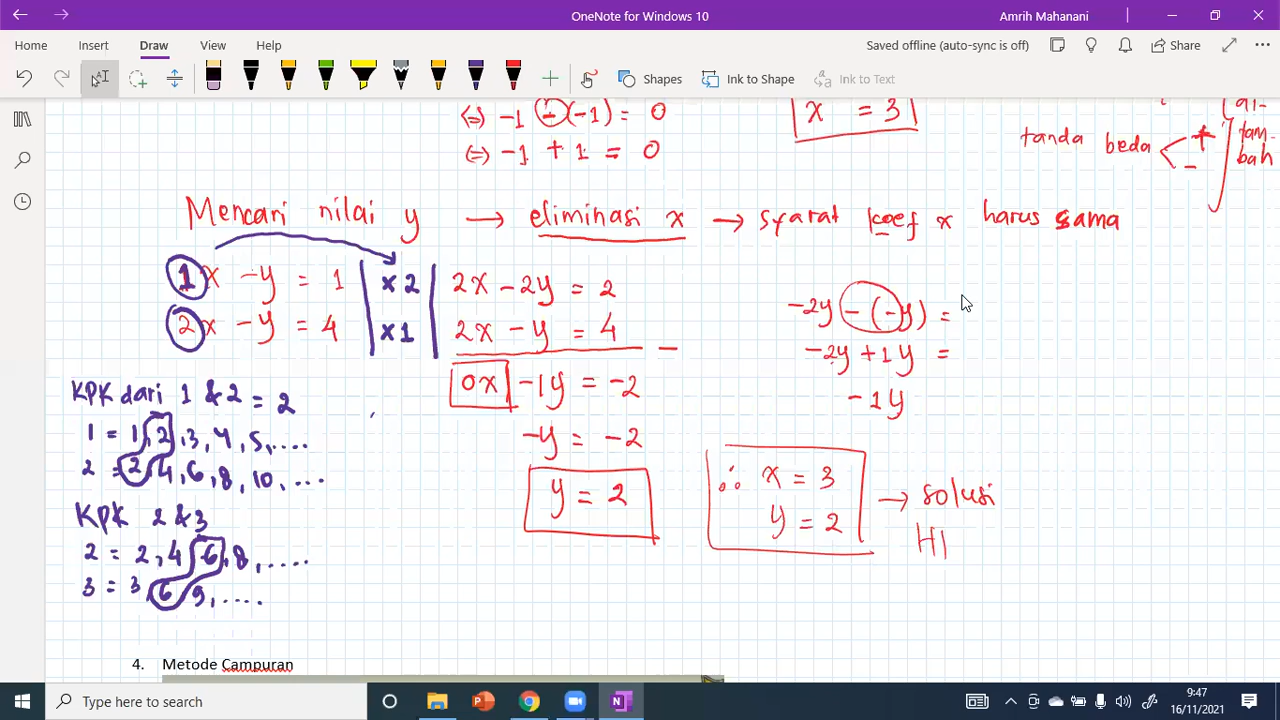 OneNote for Windows 10
Amrih Mahanani
Home Insert Draw View Help
Saved offline (auto-sync is off)
Share
Shapes
Ink to Shape
Ink to Text
⇔ -1 - (-1) = 0
⇔ -1 + 1 = 0
x = 3
tanda beda < + -
tam-
bah
Mencari nilai y → eliminasi x → syarat koef x harus sama
1x - y = 1 | x 2 | 2x - 2y = 2
2x - y = 4 | x 1 | 2x - y = 4 -
0x - 1y = -2
-y = -2
y = 2
-2y - (-y) =
-2y + 1y =
-1y
KPK dari 1 & 2 = 2
1 = 1, 2, 3, 4, 5, ....
2 = 2, 4, 6, 8, 10, ...
KPK 2 & 3
2 = 2, 4, 6, 8, ....
3 = 3, 6, 9, ....
∴ x = 3
y = 2
→ solusi
HI
4. Metode Campuran
Type here to search
9:47
16/11/2021